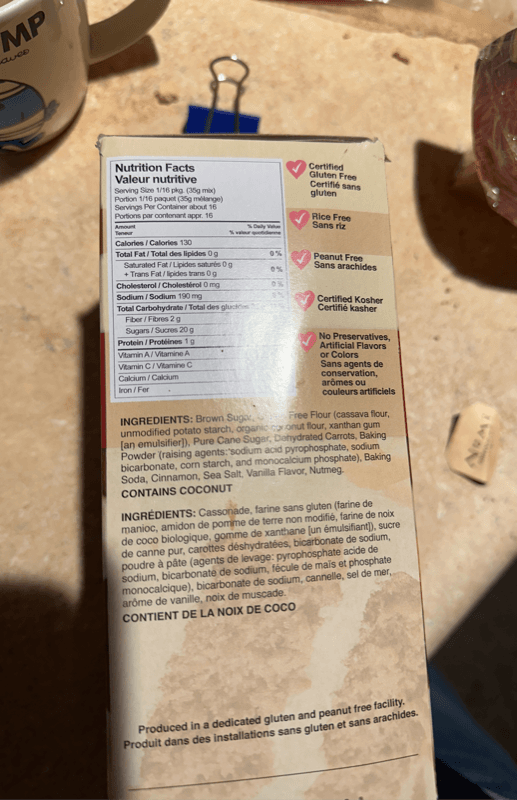 MP
Nutrition Facts
Valeur nutritive
Serving Size 1/16 pkg. (35g mix)
Portion 1/16 paquet (35g mélange)
Servings Per Container about 16
Portions par contenant appr. 16
Amount % Daily Value
Teneur % valeur quotidienne
Calories / Calories 130
Total Fat / Total des lipides 0 g 0 %
Saturated Fat / Lipides saturés 0 g
+ Trans Fat / lipides trans 0 g 0 %
Cholesterol / Cholestérol 0 mg 0 %
Sodium / Sodium 190 mg
Total Carbohydrate / Total des glucides
Fiber / Fibres 2 g
Sugars / Sucres 20 g
Protein / Protéines 1 g
Vitamin A / Vitamine A
Vitamin C / Vitamine C
Calcium / Calcium
Iron / Fer
Certified
Gluten Free
Certifié sans
gluten
Rice Free
Sans riz
Peanut Free
Sans arachides
Certified Kosher
Certifié kasher
No Preservatives,
Artificial Flavors
or Colors
Sans agents de
conservation,
arômes ou
couleurs artificiels
INGREDIENTS: Brown Sugar, Free Flour (cassava flour,
unmodified potato starch, organic coconut flour, xanthan gum
[an emulsifier]), Pure Cane Sugar, Dehydrated Carrots, Baking
Powder (raising agents: sodium acid pyrophosphate, sodium
bicarbonate, corn starch, and monocalcium phosphate), Baking
Soda, Cinnamon, Sea Salt, Vanilla Flavor, Nutmeg.
CONTAINS COCONUT
INGRÉDIENTS: Cassonade, farine sans gluten (farine de
manioc, amidon de pomme de terre non modifié, farine de noix
de coco biologique, gomme de xanthane [un émulsifiant]), sucre
de canne pur, carottes déshydratées, bicarbonate de sodium,
poudre à pâte (agents de levage: pyrophosphate acide de
sodium, bicarbonate de sodium, fécule de maïs et phosphate
monocalcique), bicarbonate de sodium, cannelle, sel de mer,
arôme de vanille, noix de muscade.
CONTIENT DE LA NOIX DE COCO
Produced in a dedicated gluten and peanut free facility.
Produit dans des installations sans gluten et sans arachides.